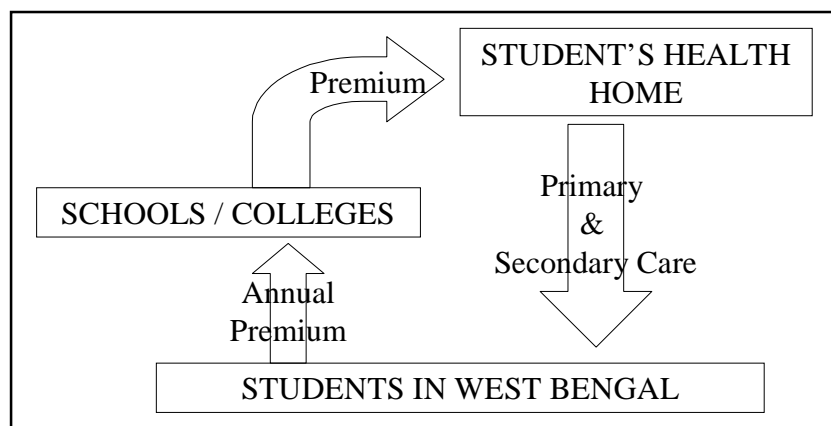 STUDENT’S HEALTH
HOME
Premium
Primary
&
Secondary Care
SCHOOLS / COLLEGES
Annual
Premium
STUDENTS IN WEST BENGAL